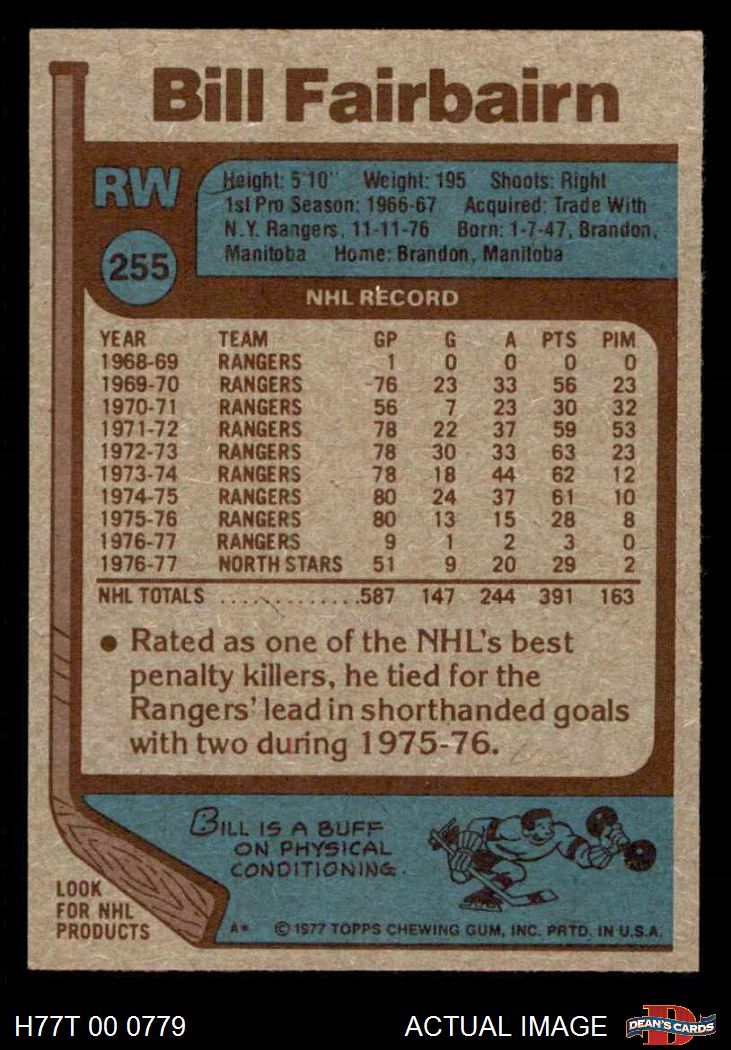 Bill Fairbairn
RW
255
Height: 5'10" Weight: 195 Shoots: Right
1st Pro Season: 1966-67 Acquired: Trade With
N.Y. Rangers, 11-11-76 Born: 1-7-47, Brandon,
Manitoba Home: Brandon, Manitoba
NHL RECORD
YEAR TEAM GP G A PTS PIM
1968-69 RANGERS 1 0 0 0 0
1969-70 RANGERS 76 23 33 56 23
1970-71 RANGERS 56 7 23 30 32
1971-72 RANGERS 78 22 37 59 53
1972-73 RANGERS 78 30 33 63 23
1973-74 RANGERS 78 18 44 62 12
1974-75 RANGERS 80 24 37 61 10
1975-76 RANGERS 80 13 15 28 8
1976-77 RANGERS 9 1 2 3 0
1976-77 NORTH STARS 51 9 20 29 2
NHL TOTALS .............587 147 244 391 163
● Rated as one of the NHL's best
penalty killers, he tied for the
Rangers' lead in shorthanded goals
with two during 1975-76.
BILL IS A BUFF
ON PHYSICAL
CONDITIONING.
LOOK
FOR NHL
PRODUCTS
A* © 1977 TOPPS CHEWING GUM, INC. PRTD. IN U.S.A.
H77T 00 0779 ACTUAL IMAGE
DEAN'S CARDS